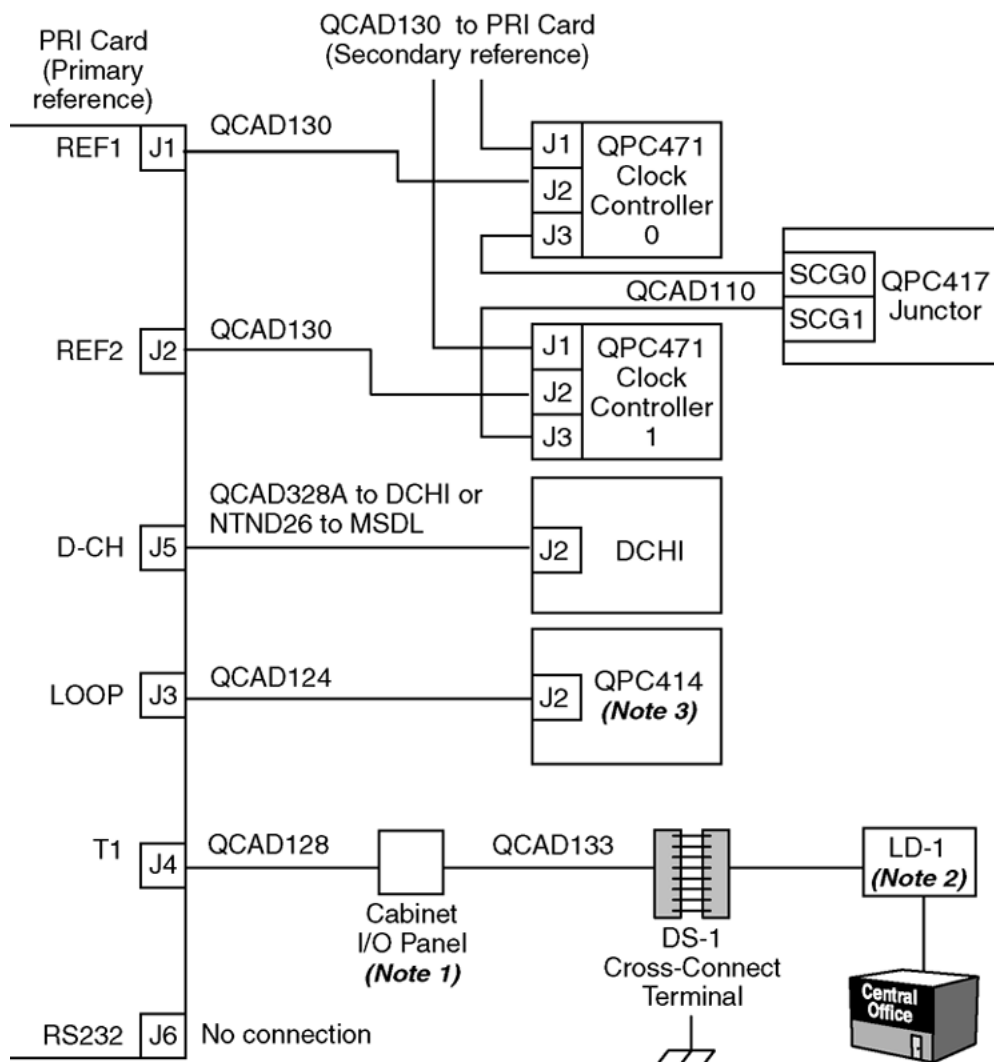 PRI Card
(Primary
reference)
QCAD130 to PRI Card
(Secondary reference)
REF1
J1
QCAD130
J1
J2
J3
QPC471
Clock
Controller
0
SCG0
SCG1
QPC417
Junctor
QCAD110
REF2
J2
QCAD130
J1
J2
J3
QPC471
Clock
Controller
1
QCAD328A to DCHI or
NTND26 to MSDL
D-CH
J5
J2
DCHI
LOOP
J3
QCAD124
J2
QPC414
(Note 3)
T1
J4
QCAD128
Cabinet
I/O Panel
(Note 1)
QCAD133
DS-1
Cross-Connect
Terminal
LD-1
(Note 2)
Central
Office
RS232
J6
No connection